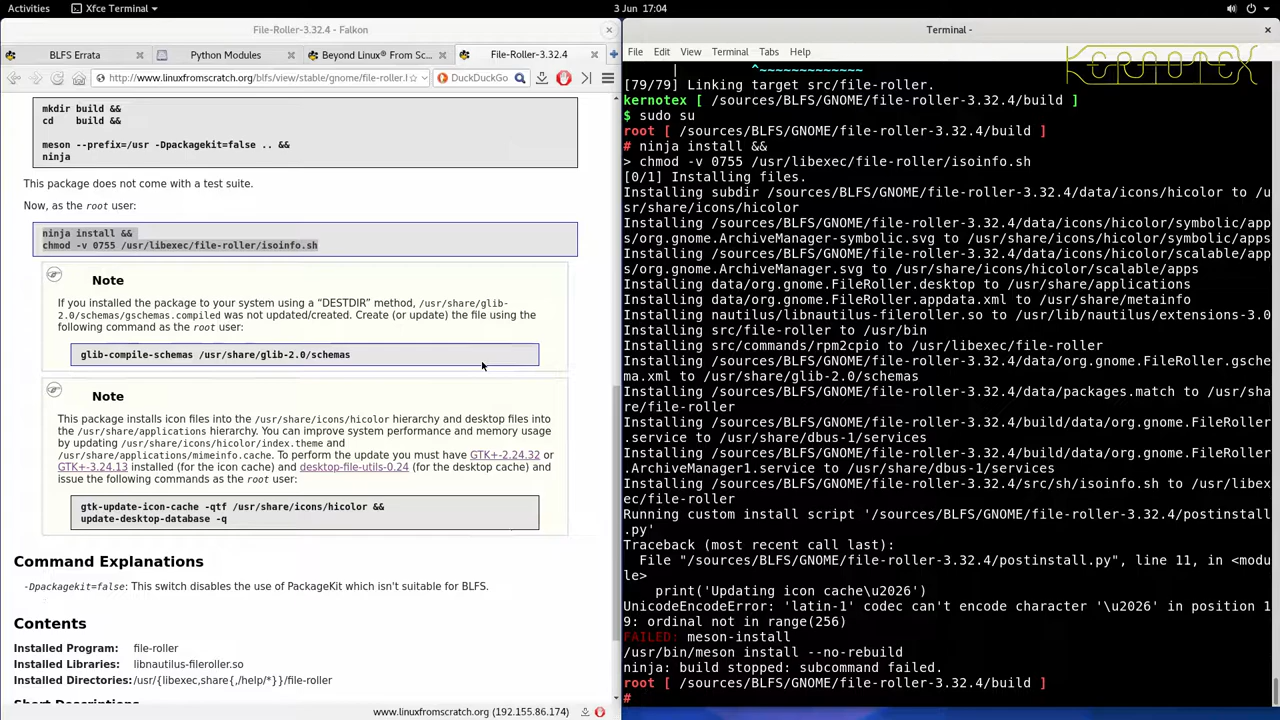 Activities
Xfce Terminal
3 Jun 17:04
File-Roller-3.32.4 - Falkon
BLFS Errata
Python Modules
Beyond Linux® From Sc...
File-Roller-3.32.4
http://www.linuxfromscratch.org/blfs/view/stable/gnome/file-roller.l
DuckDuckGo
mkdir build &&
cd    build &&
meson --prefix=/usr -Dpackagekit=false .. &&
ninja
This package does not come with a test suite.
Now, as the root user:
ninja install &&
chmod -v 0755 /usr/libexec/file-roller/isoinfo.sh
Note
If you installed the package to your system using a “DESTDIR” method, /usr/share/glib-
2.0/schemas/gschemas.compiled was not updated/created. Create (or update) the file using the
following command as the root user:
glib-compile-schemas /usr/share/glib-2.0/schemas
Note
This package installs icon files into the /usr/share/icons/hicolor hierarchy and desktop files into
the /usr/share/applications hierarchy. You can improve system performance and memory usage
by updating /usr/share/icons/hicolor/index.theme and
/usr/share/applications/mimeinfo.cache. To perform the update you must have GTK+-2.24.32 or
GTK+-3.24.13 installed (for the icon cache) and desktop-file-utils-0.24 (for the desktop cache) and
issue the following commands as the root user:
gtk-update-icon-cache -qtf /usr/share/icons/hicolor &&
update-desktop-database -q
Command Explanations
-Dpackagekit=false: This switch disables the use of PackageKit which isn't suitable for BLFS.
Contents
Installed Program: file-roller
Installed Libraries: libnautilus-fileroller.so
Installed Directories: /usr/{libexec,share{,/help/*}}/file-roller
Short Descriptions
www.linuxfromscratch.org (192.155.86.174)
Terminal -
File Edit View Terminal Tabs Help
KERNOTEX
|          ^~~~~~~~~~~~~~
[79/79] Linking target src/file-roller.
kernotex [ /sources/BLFS/GNOME/file-roller-3.32.4/build ]
$ sudo su
root [ /sources/BLFS/GNOME/file-roller-3.32.4/build ]
# ninja install &&
> chmod -v 0755 /usr/libexec/file-roller/isoinfo.sh
[0/1] Installing files.
Installing subdir /sources/BLFS/GNOME/file-roller-3.32.4/data/icons/hicolor to /u
sr/share/icons/hicolor
Installing /sources/BLFS/GNOME/file-roller-3.32.4/data/icons/hicolor/symbolic/app
s/org.gnome.ArchiveManager-symbolic.svg to /usr/share/icons/hicolor/symbolic/apps
Installing /sources/BLFS/GNOME/file-roller-3.32.4/data/icons/hicolor/scalable/app
s/org.gnome.ArchiveManager.svg to /usr/share/icons/hicolor/scalable/apps
Installing data/org.gnome.FileRoller.desktop to /usr/share/applications
Installing data/org.gnome.FileRoller.appdata.xml to /usr/share/metainfo
Installing nautilus/libnautilus-fileroller.so to /usr/lib/nautilus/extensions-3.0
Installing src/file-roller to /usr/bin
Installing src/commands/rpm2cpio to /usr/libexec/file-roller
Installing /sources/BLFS/GNOME/file-roller-3.32.4/data/org.gnome.FileRoller.gsche
ma.xml to /usr/share/glib-2.0/schemas
Installing /sources/BLFS/GNOME/file-roller-3.32.4/data/packages.match to /usr/sha
re/file-roller
Installing /sources/BLFS/GNOME/file-roller-3.32.4/build/data/org.gnome.FileRoller
.service to /usr/share/dbus-1/services
Installing /sources/BLFS/GNOME/file-roller-3.32.4/build/data/org.gnome.FileRoller
.ArchiveManager1.service to /usr/share/dbus-1/services
Installing /sources/BLFS/GNOME/file-roller-3.32.4/src/sh/isoinfo.sh to /usr/libex
ec/file-roller
Running custom install script '/sources/BLFS/GNOME/file-roller-3.32.4/postinstall
.py'
Traceback (most recent call last):
File "/sources/BLFS/GNOME/file-roller-3.32.4/postinstall.py", line 11, in <modu
le>
print('Updating icon cache\u2026')
UnicodeEncodeError: 'latin-1' codec can't encode character '\u2026' in position 1
9: ordinal not in range(256)
FAILED: meson-install
/usr/bin/meson install --no-rebuild
ninja: build stopped: subcommand failed.
root [ /sources/BLFS/GNOME/file-roller-3.32.4/build ]
#